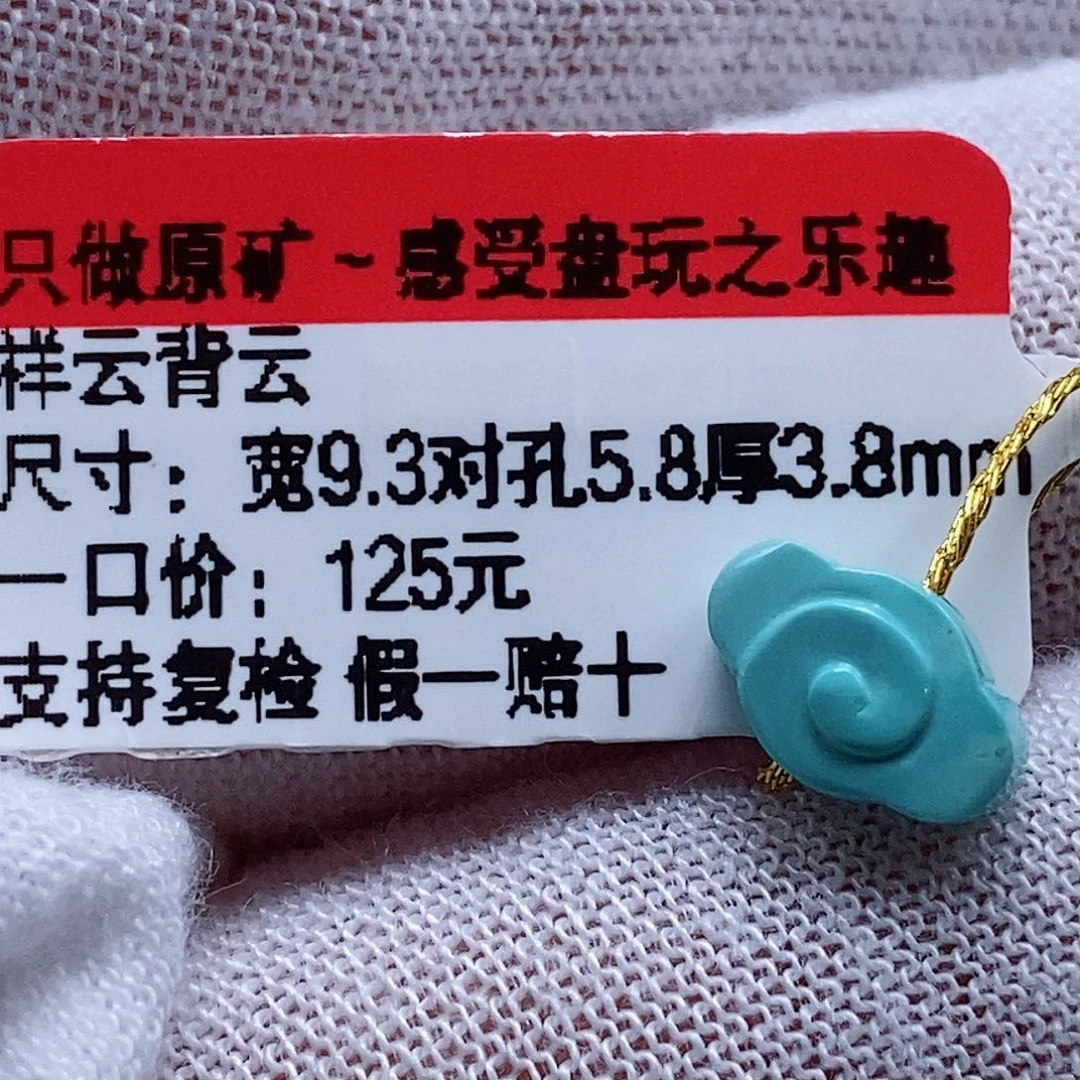 只做原矿~感受盘玩之乐趣
祥云背云
尺寸：宽9.3对孔5.8厚3.8mm
一口价：125元
支持复检 假一赔十